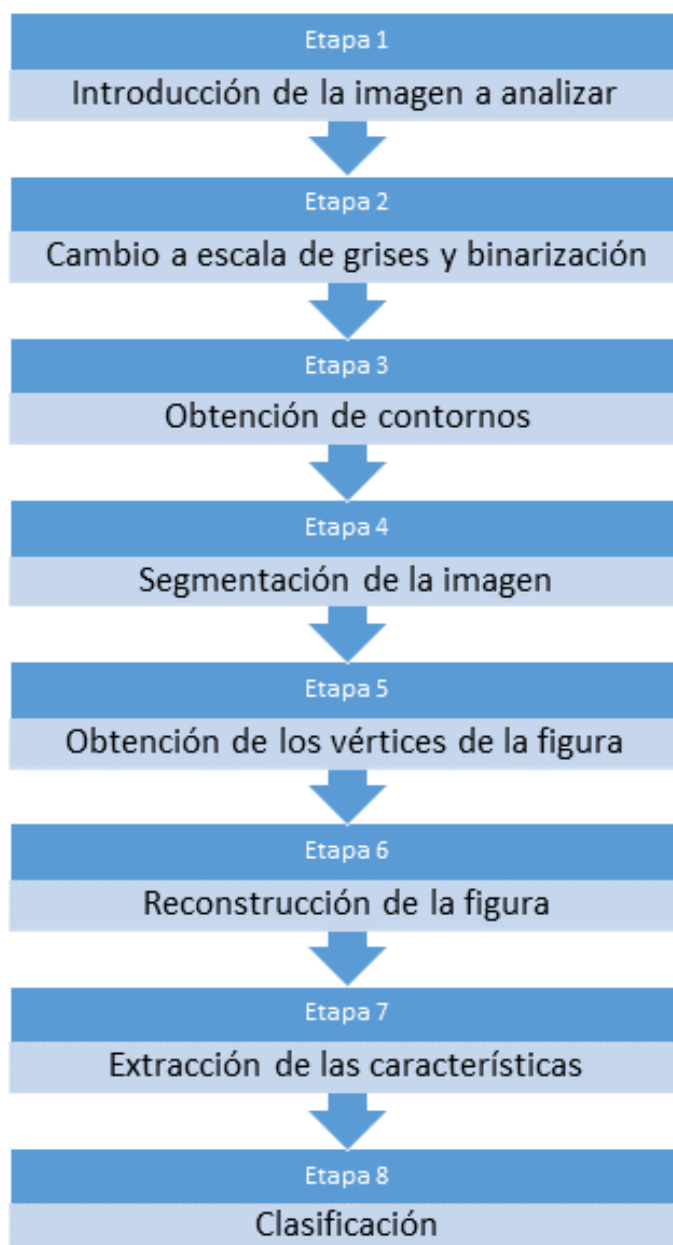 Etapa 1
Introducción de la imagen a analizar
Etapa 2
Cambio a escala de grises y binarización
Etapa 3
Obtención de contornos
Etapa 4
Segmentación de la imagen
Etapa 5
Obtención de los vértices de la figura
Etapa 6
Reconstrucción de la figura
Etapa 7
Extracción de las características
Etapa 8
Clasificación